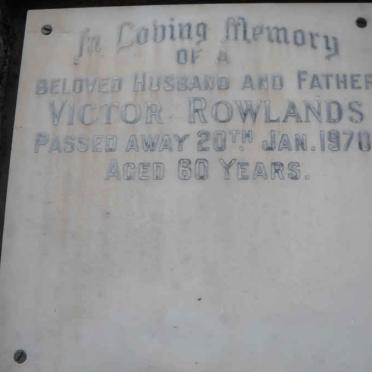 In Loving Memory
OF A
BELOVED HUSBAND AND FATHER
VICTOR ROWLANDS
PASSED AWAY 20TH JAN. 1970
AGED 60 YEARS.